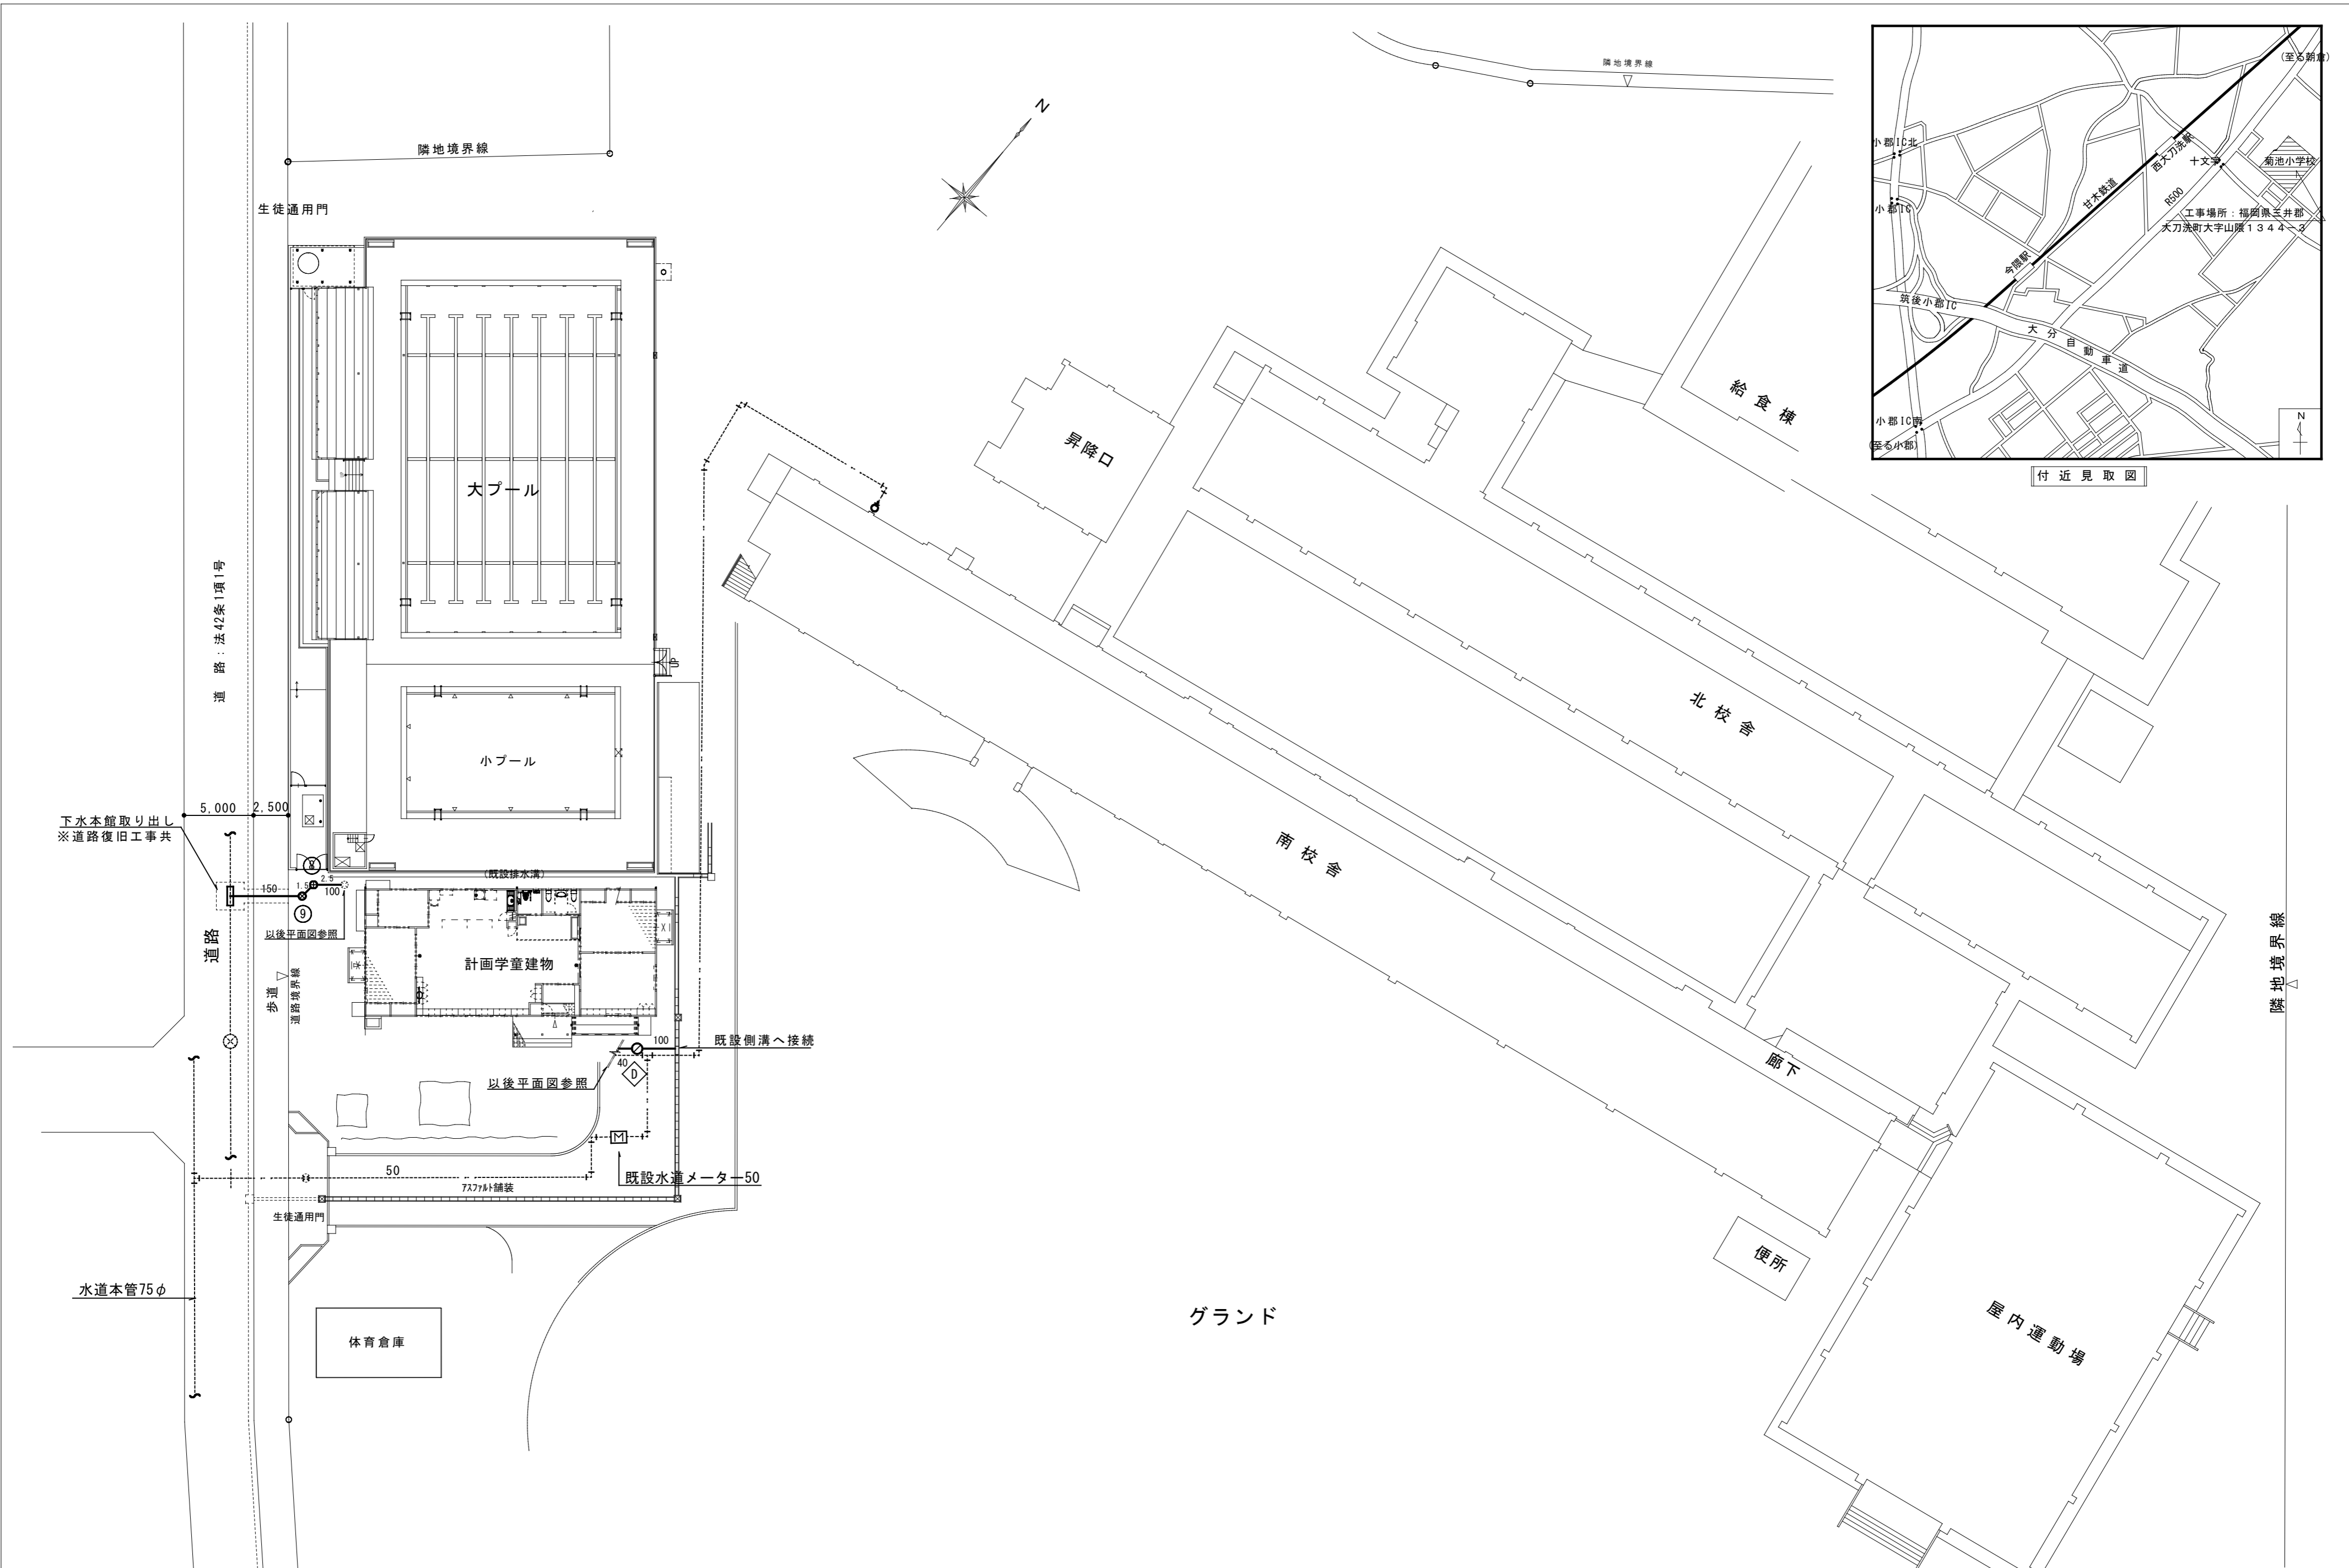 隣地境界線
生徒通用門
N
隣地境界線
道 路：法42条1項1号
大プール
小プール
UP
5,000
2,500
下水本館取り出し
※道路復旧工事共
8
150
1.5
2.5
100
9
以後平面図参照
(既設排水溝)
計画学童建物
道路
歩道
道路境界線
100
既設側溝へ接続
40
D
以後平面図参照
M
50
既設水道メーター50
アスファルト舗装
生徒通用門
水道本管75φ
体育倉庫
昇降口
給食棟
北校舎
南校舎
廊下
便所
屋内運動場
グランド
隣地境界線
(至る朝倉)
小郡IC北
西大刀洗駅
十文字
菊池小学校
甘木鉄道
R500
小郡IC
工事場所：福岡県三井郡
大刀洗町大字山隈1344－3
今隈駅
筑後小郡IC
大分自動車道
小郡IC南
(至る小郡)
N
付近見取図